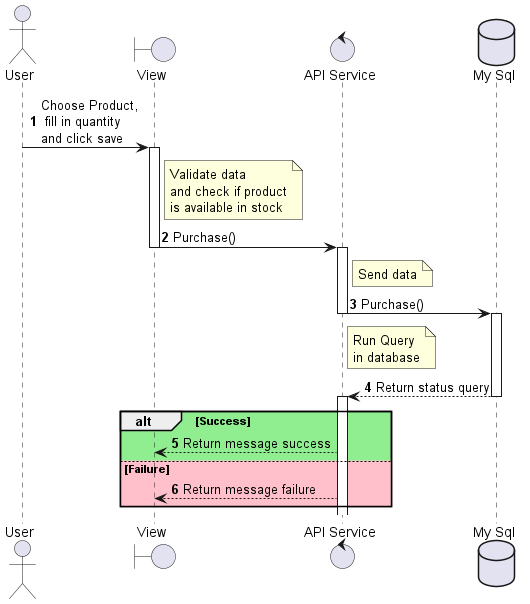 User
View
API Service
My Sql
Choose Product,
1 fill in quantity
and click save
Validate data
and check if product
is available in stock
2 Purchase()
Send data
3 Purchase()
Run Query
in database
4 Return status query
alt [Success]
5 Return message success
[Failure]
6 Return message failure
User
View
API Service
My Sql